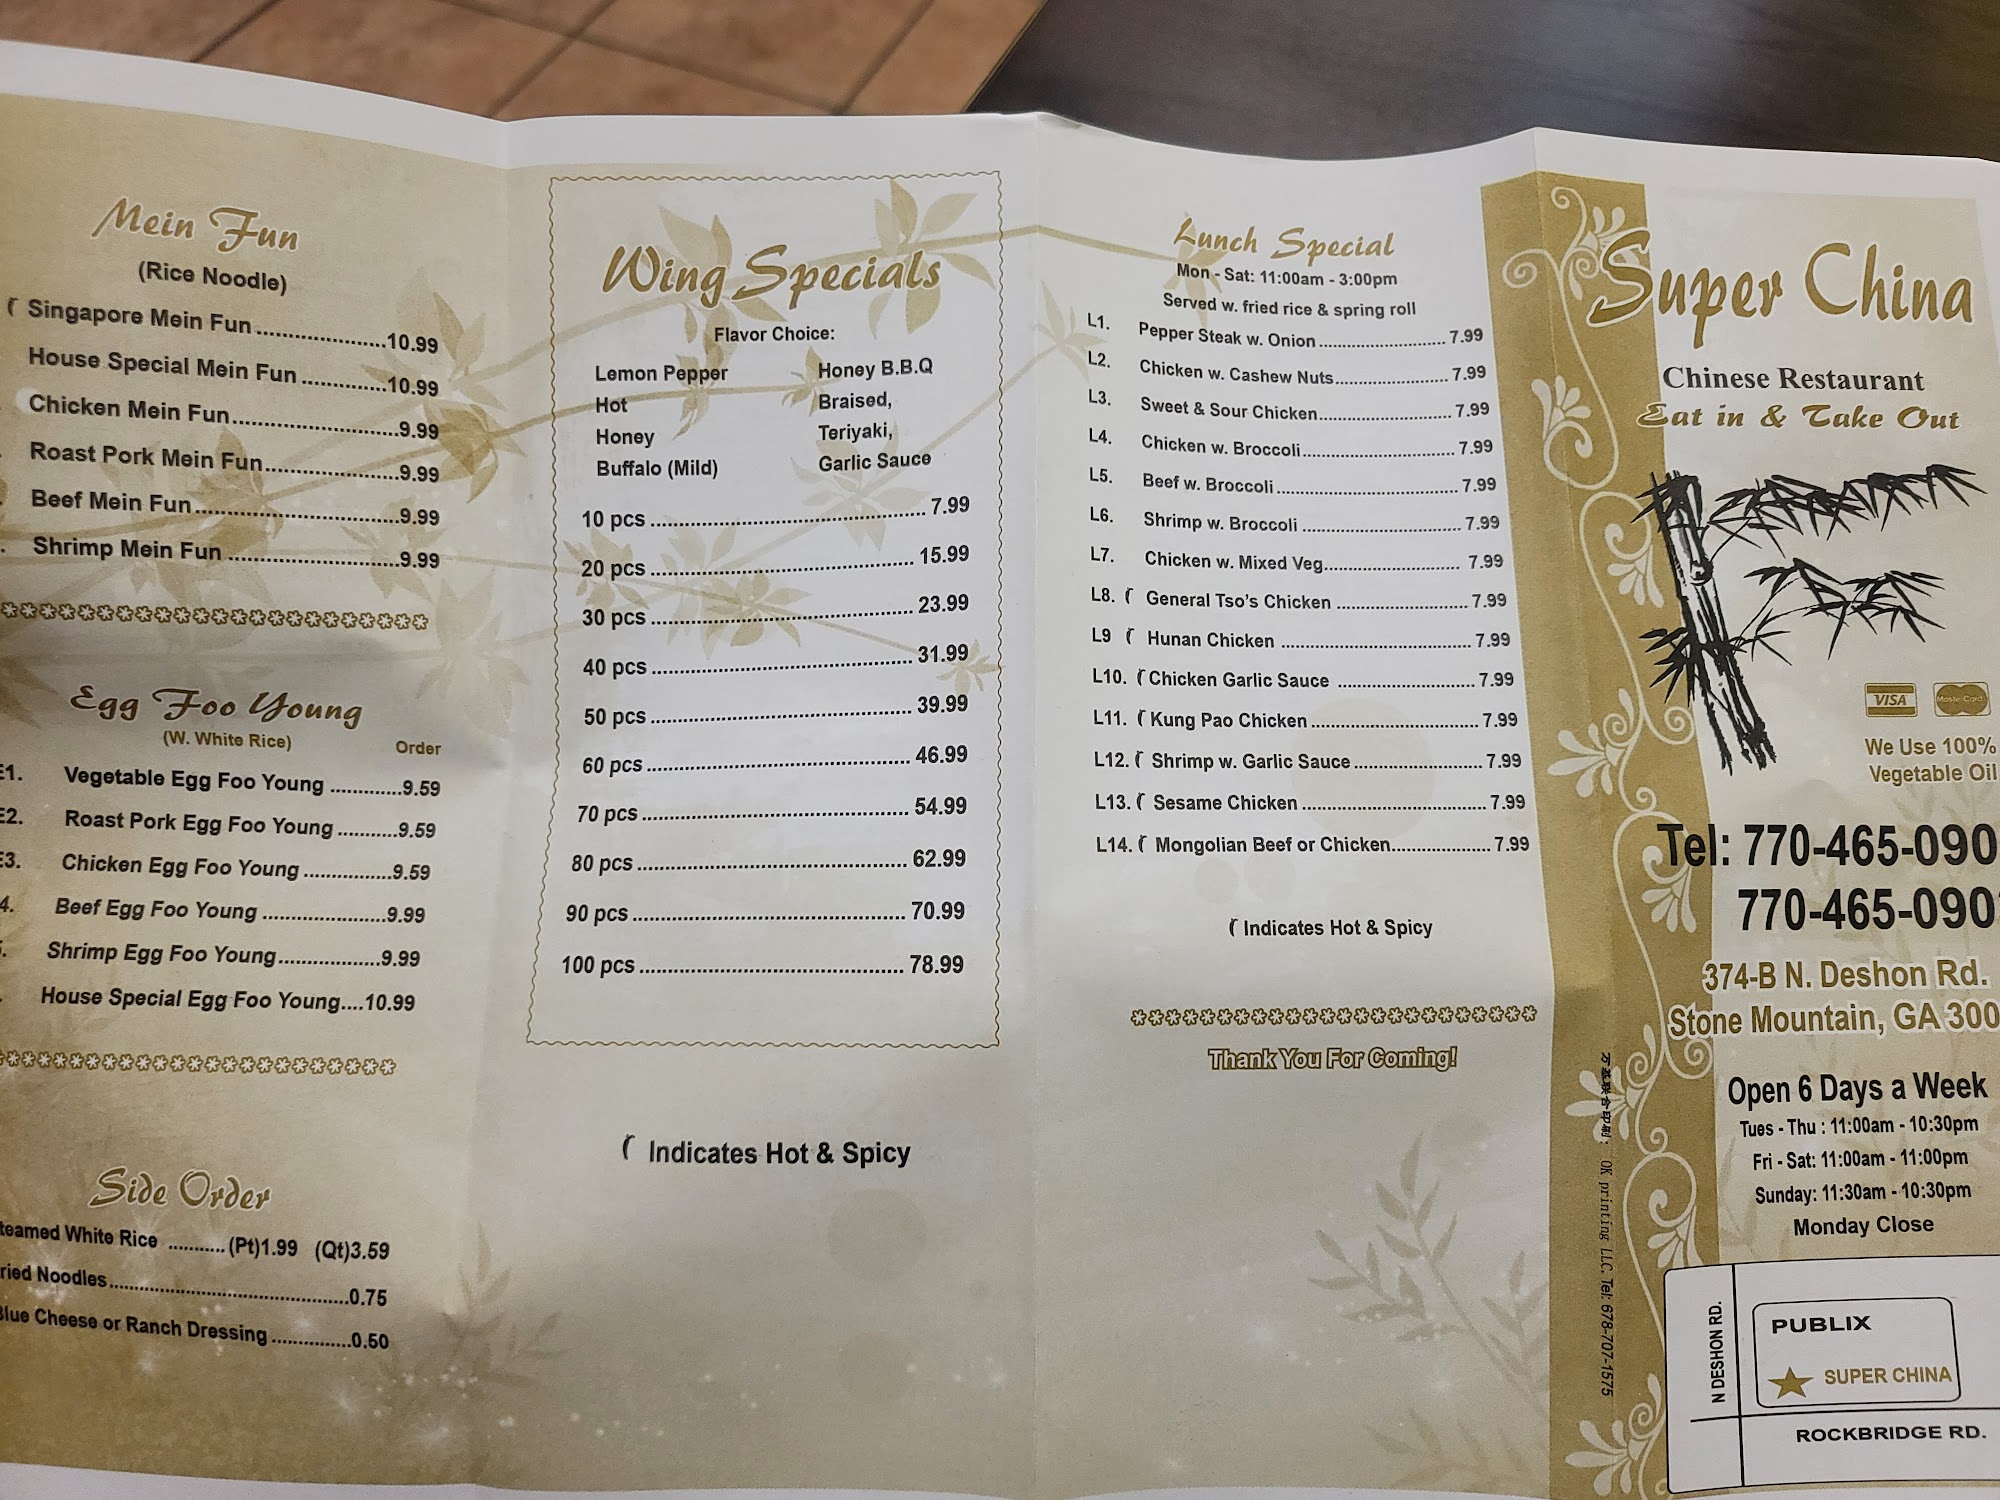 Mein Fun
(Rice Noodle)
Singapore Mein Fun ......................10.99
House Special Mein Fun ..............10.99
Chicken Mein Fun............................9.99
Roast Pork Mein Fun.......................9.99
Beef Mein Fun...................................9.99
Shrimp Mein Fun .............................9.99
Egg Foo Young
(W. White Rice)
Order
E1. Vegetable Egg Foo Young .............9.59
E2. Roast Pork Egg Foo Young ...........9.59
E3. Chicken Egg Foo Young ................9.59
4. Beef Egg Foo Young ......................9.99
Shrimp Egg Foo Young...................9.99
House Special Egg Foo Young....10.99
Side Order
teamed White Rice ...........(Pt)1.99 (Qt)3.59
ried Noodles...........................................0.75
Blue Cheese or Ranch Dressing ..............0.50
Wing Specials
Flavor Choice:
Lemon Pepper
Hot
Honey
Buffalo (Mild)
Honey B.B.Q
Braised,
Teriyaki,
Garlic Sauce
10 pcs ........................................... 7.99
20 pcs ......................................... 15.99
30 pcs ......................................... 23.99
40 pcs ......................................... 31.99
50 pcs ......................................... 39.99
60 pcs ......................................... 46.99
70 pcs ......................................... 54.99
80 pcs ......................................... 62.99
90 pcs ......................................... 70.99
100 pcs ....................................... 78.99
Indicates Hot & Spicy
Lunch Special
Mon - Sat: 11:00am - 3:00pm
Served w. fried rice & spring roll
L1. Pepper Steak w. Onion ....................... 7.99
L2. Chicken w. Cashew Nuts.................... 7.99
L3. Sweet & Sour Chicken........................ 7.99
L4. Chicken w. Broccoli........................... 7.99
L5. Beef w. Broccoli ................................ 7.99
L6. Shrimp w. Broccoli ............................ 7.99
L7. Chicken w. Mixed Veg........................ 7.99
L8. General Tso's Chicken ....................... 7.99
L9 Hunan Chicken .................................. 7.99
L10. Chicken Garlic Sauce ........................ 7.99
L11. Kung Pao Chicken ............................. 7.99
L12. Shrimp w. Garlic Sauce ...................... 7.99
L13. Sesame Chicken ................................ 7.99
L14. Mongolian Beef or Chicken.................. 7.99
Indicates Hot & Spicy
Thank You For Coming!
Super China
Chinese Restaurant
Eat in & Take Out
VISA
MasterCard
We Use 100%
Vegetable Oil
Tel: 770-465-090
770-465-090
374-B N. Deshon Rd.
Stone Mountain, GA 300
Open 6 Days a Week
Tues - Thu : 11:00am - 10:30pm
Fri - Sat: 11:00am - 11:00pm
Sunday: 11:30am - 10:30pm
Monday Close
OK printing LLC. Tel: 678-707-1575
N DESHON RD.
PUBLIX
SUPER CHINA
ROCKBRIDGE RD.